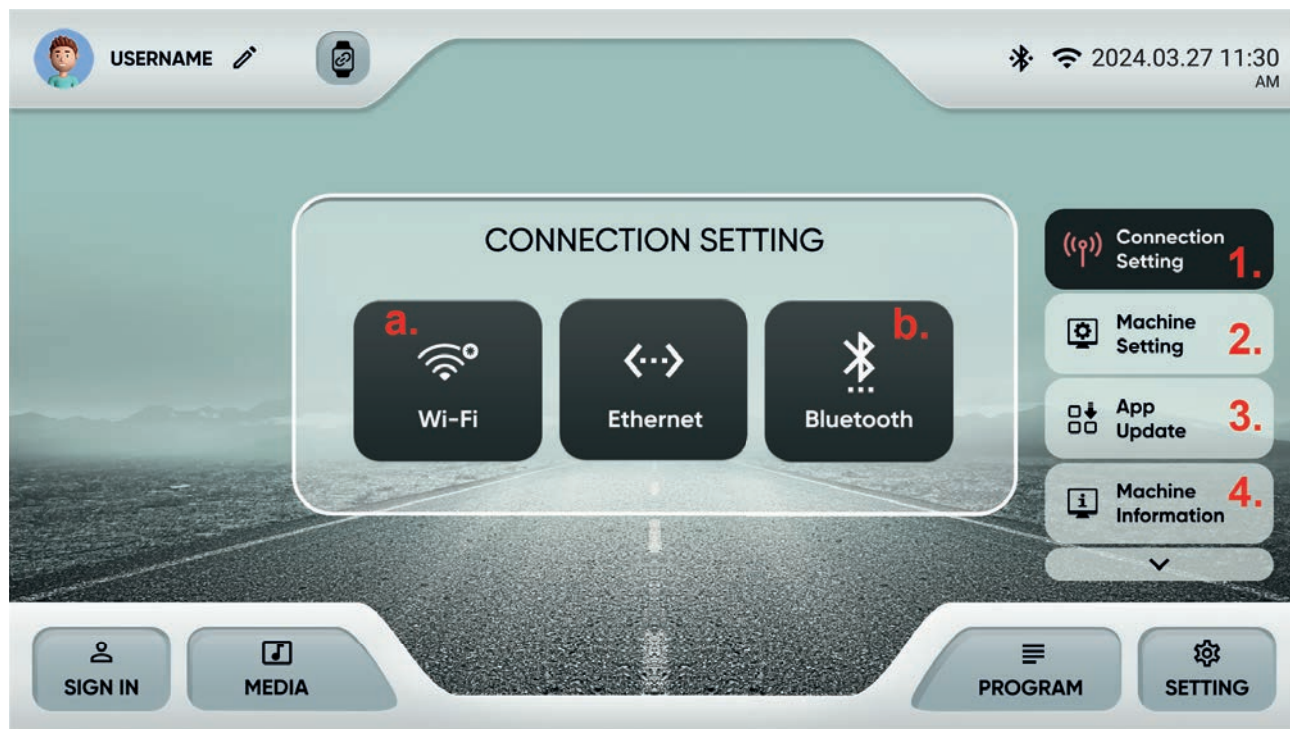 USERNAME
2024.03.27 11:30
AM
CONNECTION SETTING
a.
Wi-Fi
Ethernet
b.
Bluetooth
Connection
Setting
1.
Machine
Setting
2.
App
Update
3.
Machine
Information
4.
SIGN IN
MEDIA
PROGRAM
SETTING